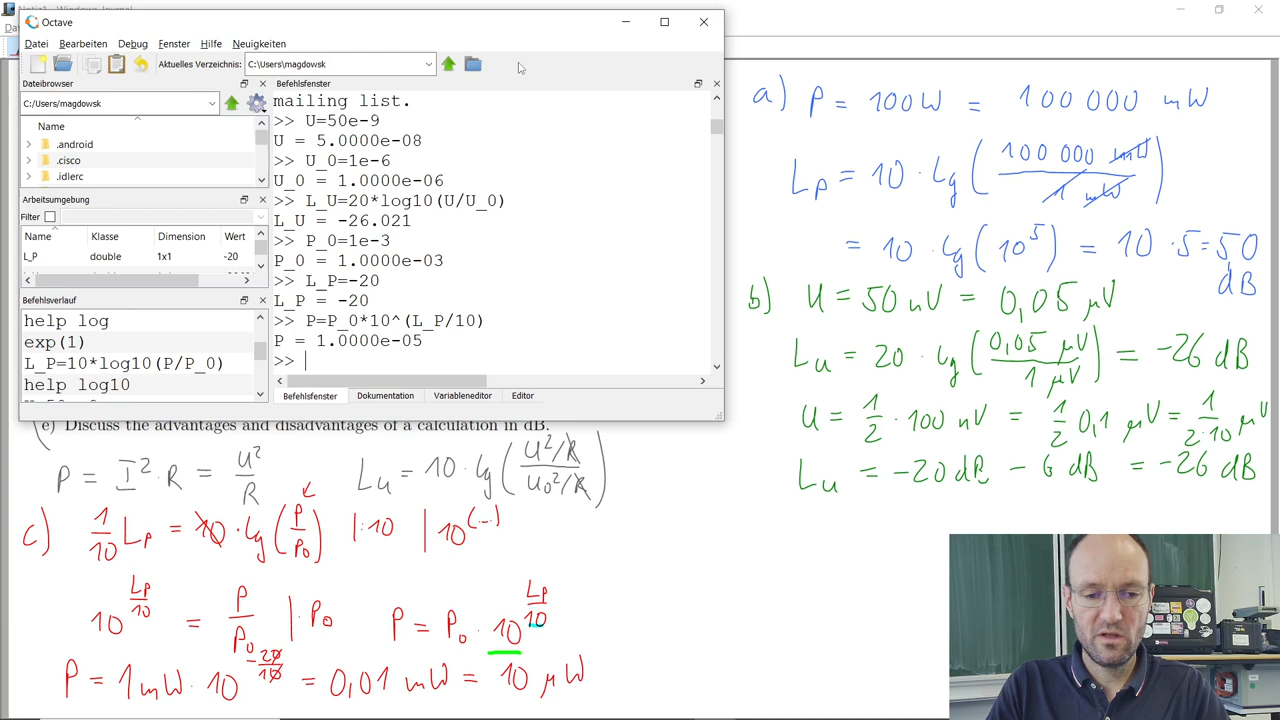 Octave
Datei Bearbeiten Debug Fenster Hilfe Neuigkeiten
Aktuelles Verzeichnis: C:\Users\magdowsk
Dateibrowser
C:/Users/magdowsk
Name
.android
.cisco
.idlerc
Arbeitsumgebung
Filter
Name Klasse Dimension Wert
L_P double 1x1 -20
Befehlsverlauf
help log
exp(1)
L_P=10*log10(P/P_0)
help log10
Befehlsfenster
mailing list.
>> U=50e-9
U = 5.0000e-08
>> U_0=1e-6
U_0 = 1.0000e-06
>> L_U=20*log10(U/U_0)
L_U = -26.021
>> P_0=1e-3
P_0 = 1.0000e-03
>> L_P=-20
L_P = -20
>> P=P_0*10^(L_P/10)
P = 1.0000e-05
>>
Befehlsfenster Dokumentation Variableneditor Editor
a) P = 100W = 100 000 mW
L_P = 10 · lg (100 000 mW / 1 mW)
= 10 · lg (10^5) = 10 · 5 = 50 dB
b) U = 50 nV = 0,05 µV
L_U = 20 · lg (0,05 µV / 1 µV) = -26 dB
U = 1/2 · 100 nV = 1/2 0,1 µV = 1/(2·10) µV
L_U = -20 dB - 6 dB = -26 dB
e) Discuss the advantages and disadvantages of a calculation in dB.
P = I² · R = U²/R L_U = 10 · lg (U²/R / U_0²/R)
c) 1/10 L_P = 10 · lg (P/P_0) | :10 | 10^(...)
10^(L_P/10) = P/P_0 | · P_0 P = P_0 · 10^(L_P/10)
P = 1mW · 10^(-20/10) = 0,01 mW = 10 µW